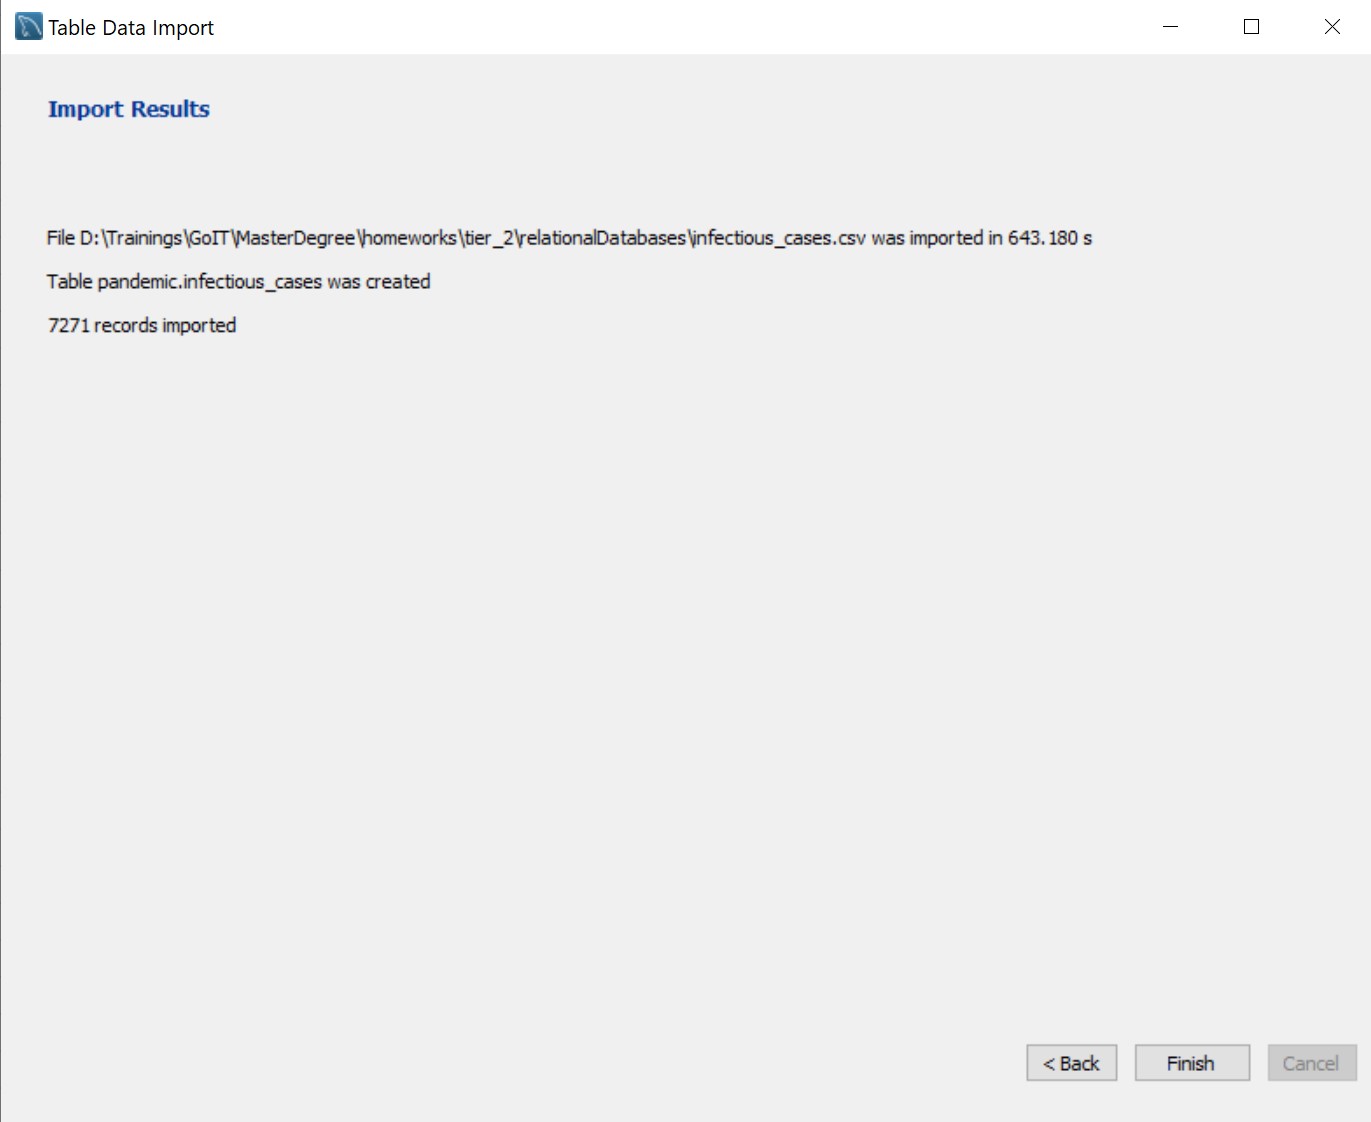 Table Data Import
Import Results
File D:\Trainings\GoIT\MasterDegree\homeworks\tier_2\relationalDatabases\infectious_cases.csv was imported in 643.180 s
Table pandemic.infectious_cases was created
7271 records imported
< Back
Finish
Cancel